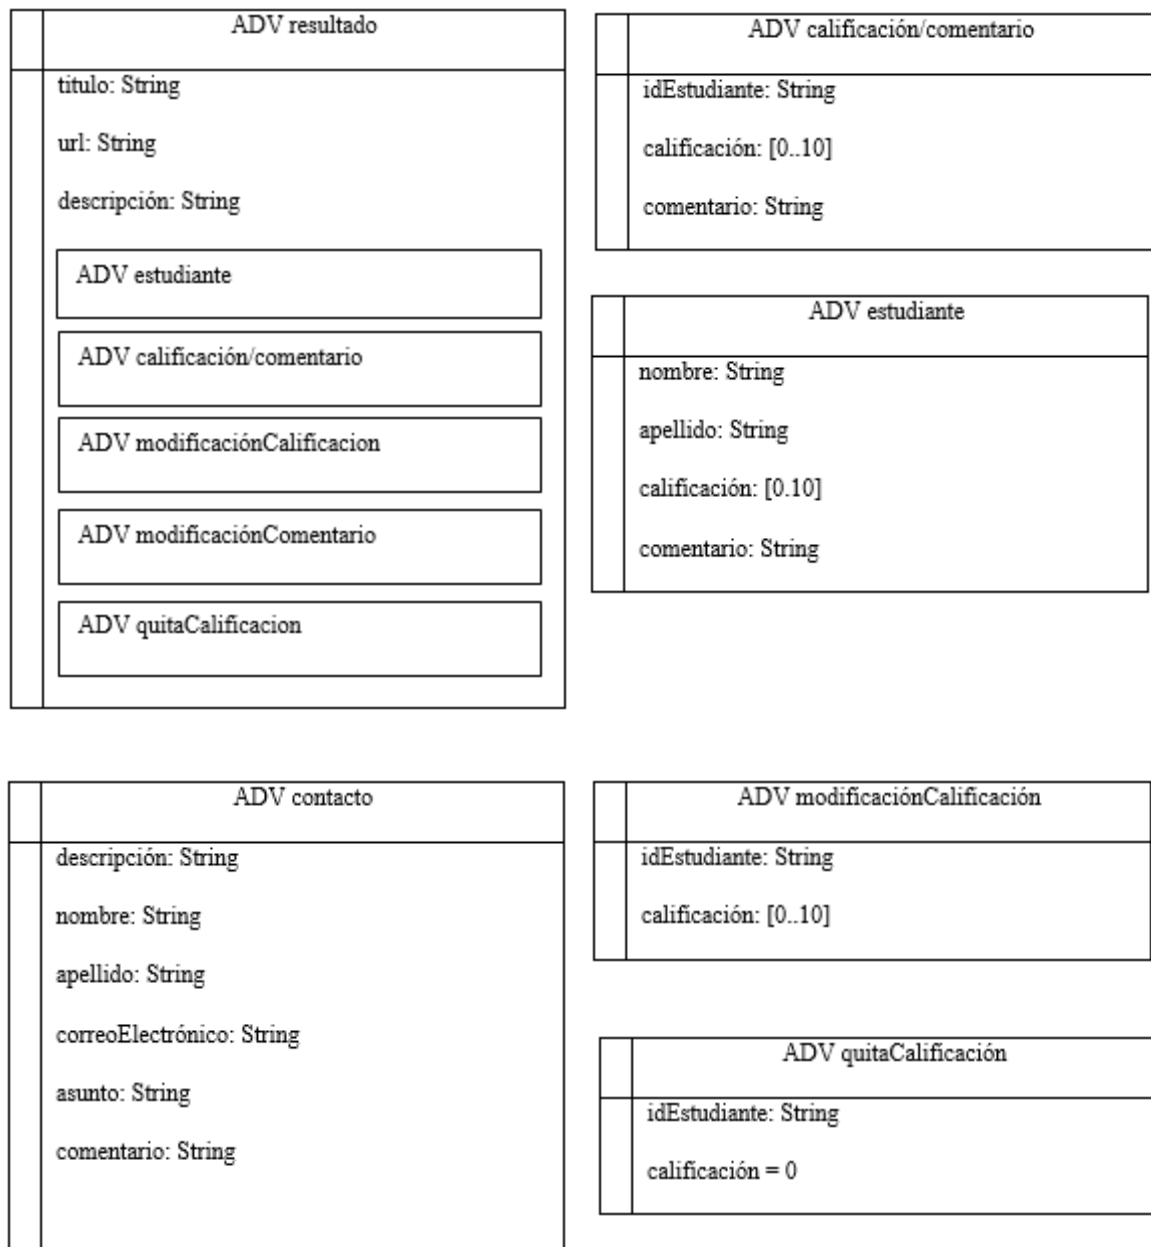 ADV resultado
titulo: String
url: String
descripción: String
ADV estudiante
ADV calificación/comentario
ADV modificaciónCalificacion
ADV modificaciónComentario
ADV quitaCalificacion
ADV calificación/comentario
idEstudiante: String
calificación: [0..10]
comentario: String
ADV estudiante
nombre: String
apellido: String
calificación: [0.10]
comentario: String
ADV contacto
descripción: String
nombre: String
apellido: String
correoElectrónico: String
asunto: String
comentario: String
ADV modificaciónCalificación
idEstudiante: String
calificación: [0..10]
ADV quitaCalificación
idEstudiante: String
calificación = 0